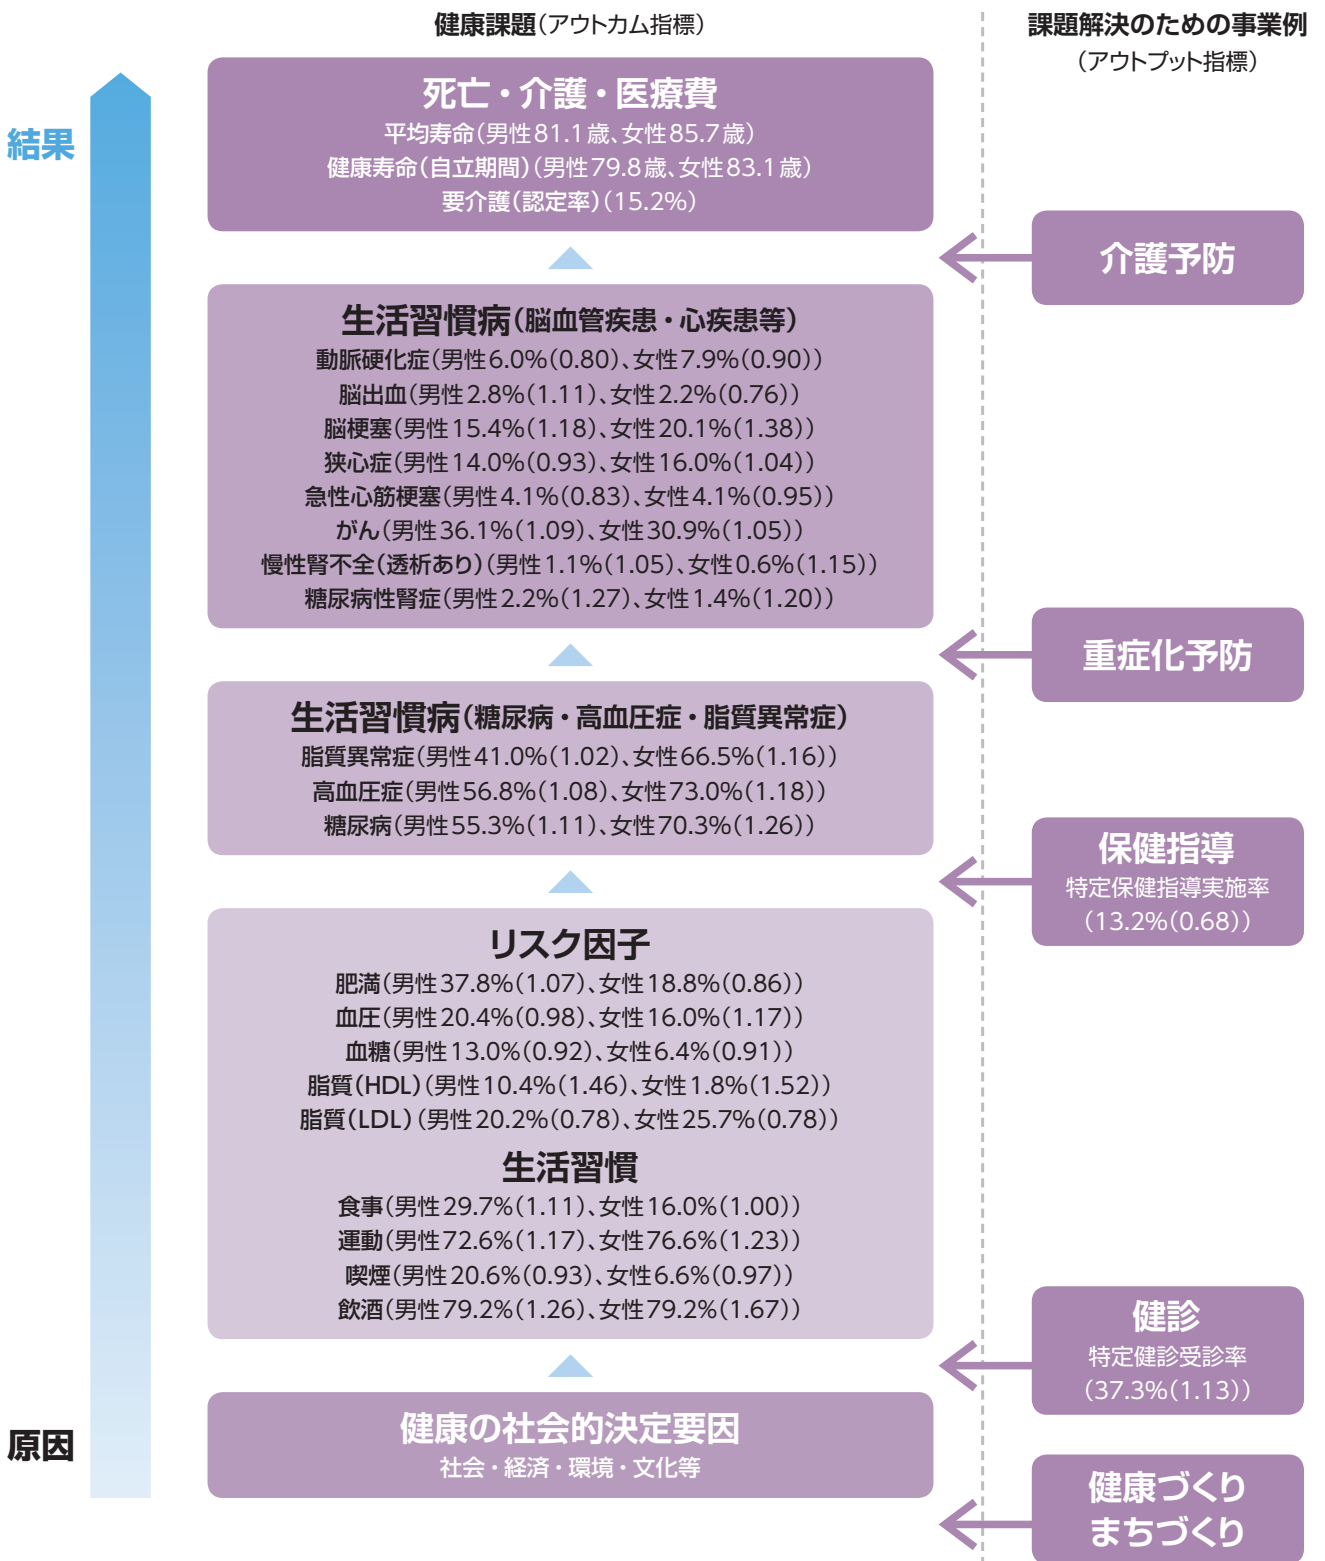 健康課題（アウトカム指標）
課題解決のための事業例
（アウトプット指標）
結果
死亡・介護・医療費
平均寿命（男性81.1歳、女性85.7歳）
健康寿命（自立期間）（男性79.8歳、女性83.1歳）
要介護（認定率）（15.2%）
介護予防
生活習慣病（脳血管疾患・心疾患等）
動脈硬化症（男性6.0%（0.80）、女性7.9%（0.90））
脳出血（男性2.8%（1.11）、女性2.2%（0.76））
脳梗塞（男性15.4%（1.18）、女性20.1%（1.38））
狭心症（男性14.0%（0.93）、女性16.0%（1.04））
急性心筋梗塞（男性4.1%（0.83）、女性4.1%（0.95））
がん（男性36.1%（1.09）、女性30.9%（1.05））
慢性腎不全（透析あり）（男性1.1%（1.05）、女性0.6%（1.15））
糖尿病性腎症（男性2.2%（1.27）、女性1.4%（1.20））
重症化予防
生活習慣病（糖尿病・高血圧症・脂質異常症）
脂質異常症（男性41.0%（1.02）、女性66.5%（1.16））
高血圧症（男性56.8%（1.08）、女性73.0%（1.18））
糖尿病（男性55.3%（1.11）、女性70.3%（1.26））
保健指導
特定保健指導実施率
（13.2%（0.68））
リスク因子
肥満（男性37.8%（1.07）、女性18.8%（0.86））
血圧（男性20.4%（0.98）、女性16.0%（1.17））
血糖（男性13.0%（0.92）、女性6.4%（0.91））
脂質（HDL）（男性10.4%（1.46）、女性1.8%（1.52））
脂質（LDL）（男性20.2%（0.78）、女性25.7%（0.78））
生活習慣
食事（男性29.7%（1.11）、女性16.0%（1.00））
運動（男性72.6%（1.17）、女性76.6%（1.23））
喫煙（男性20.6%（0.93）、女性6.6%（0.97））
飲酒（男性79.2%（1.26）、女性79.2%（1.67））
健診
特定健診受診率
（37.3%（1.13））
原因
健康の社会的決定要因
社会・経済・環境・文化等
健康づくり
まちづくり